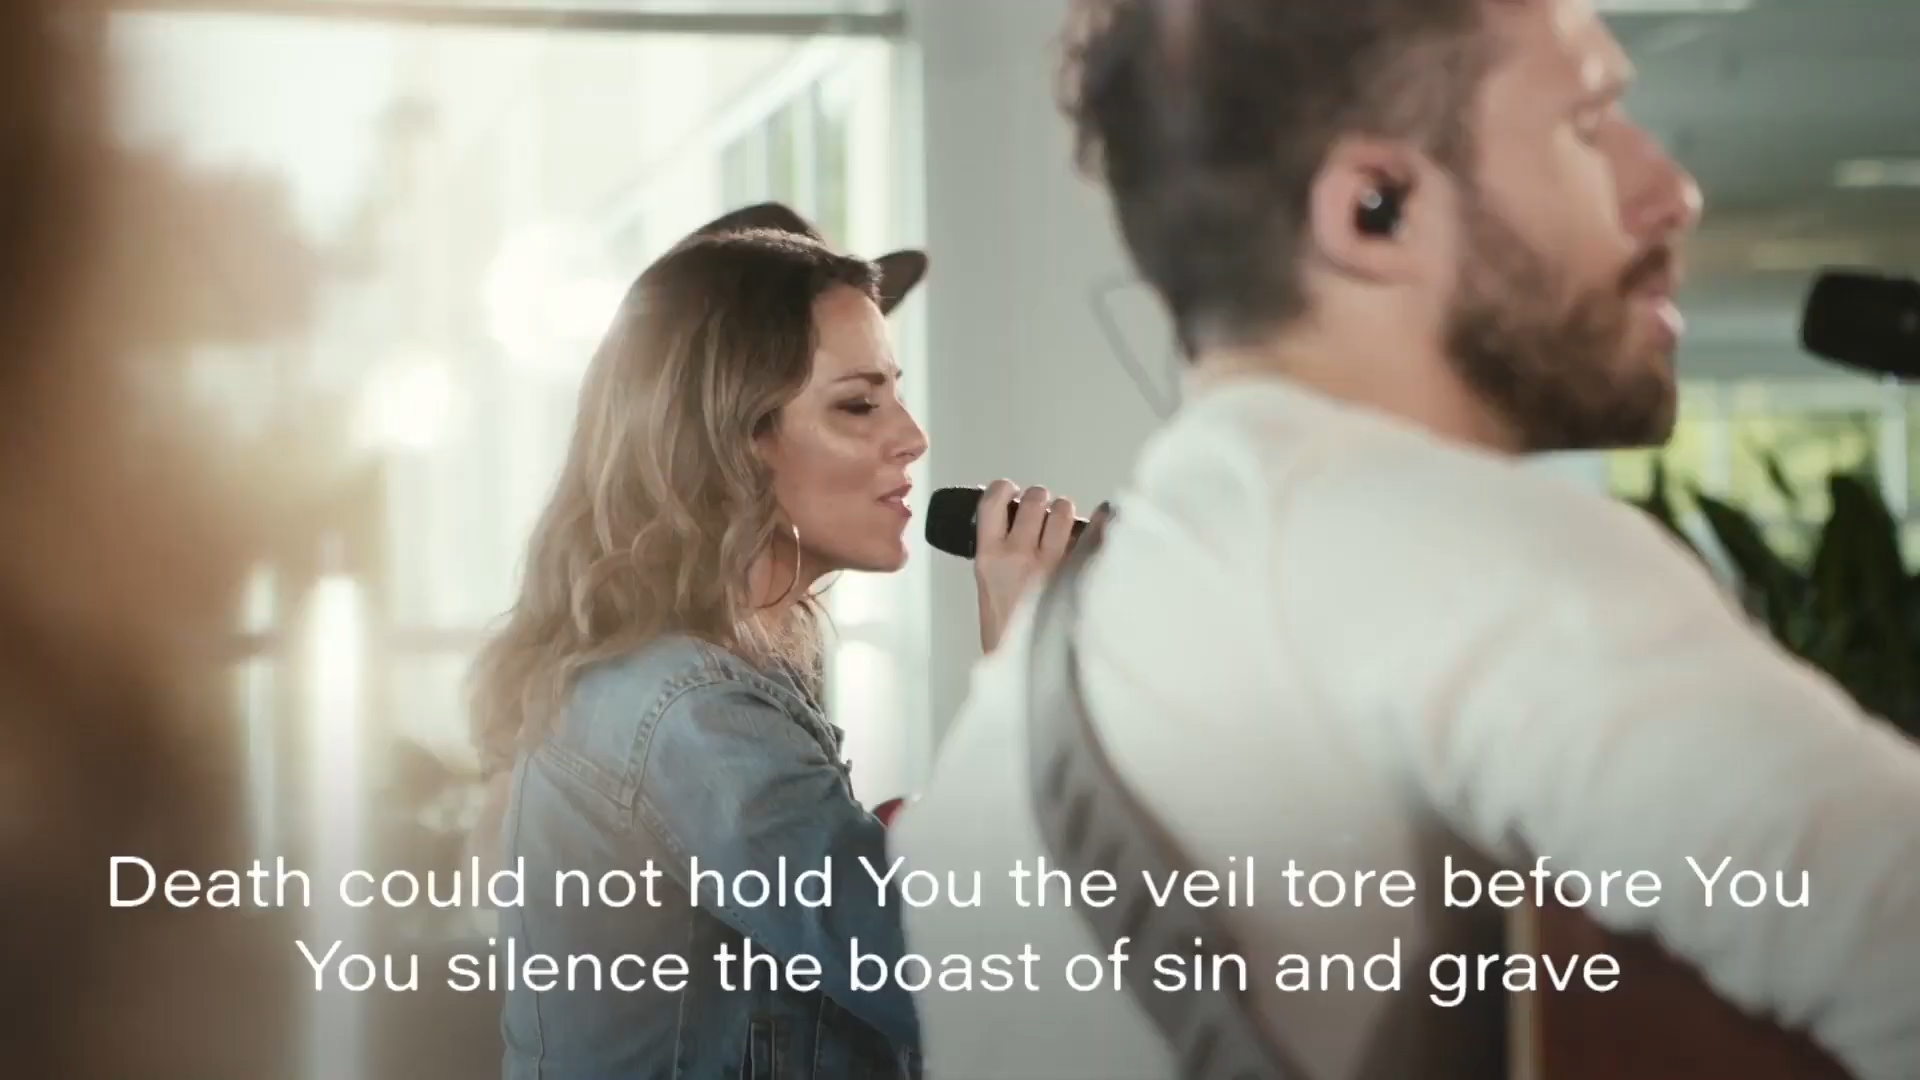 Death could not hold You the veil tore before You
You silence the boast of sin and grave